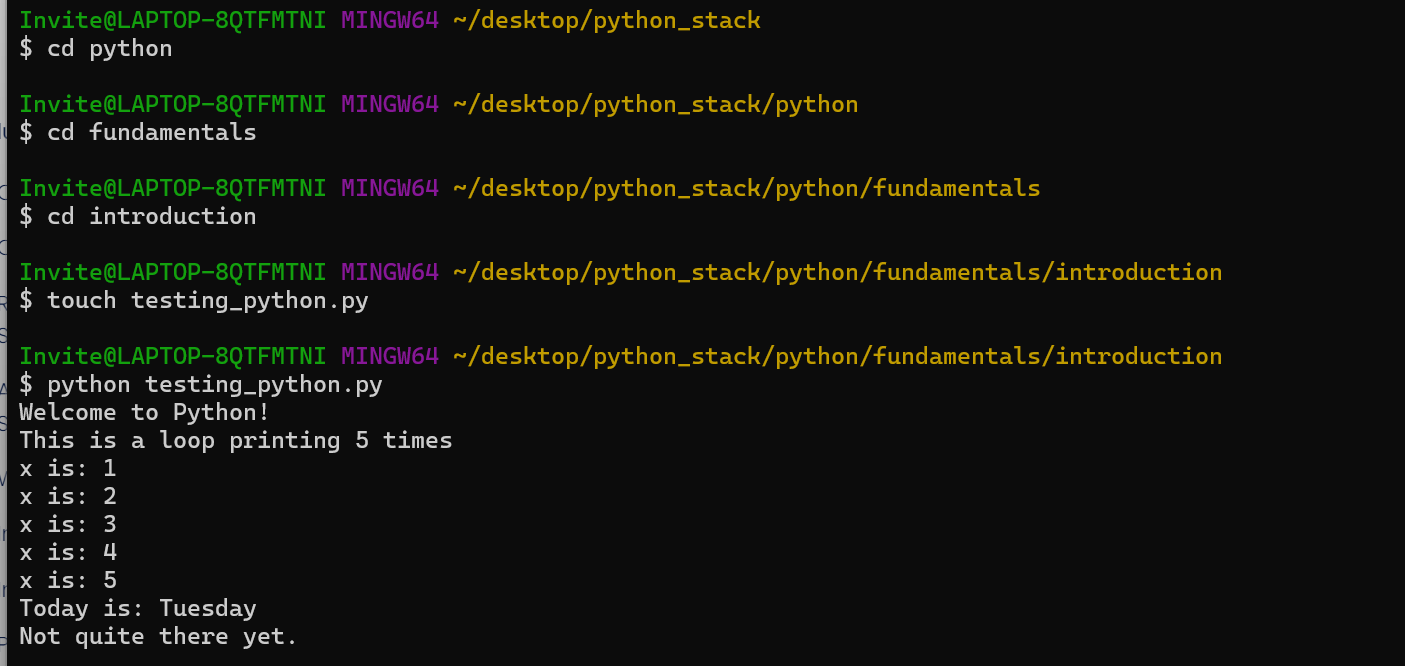 Invite@LAPTOP-8QTFMTNI MINGW64 ~/desktop/python_stack
$ cd python
Invite@LAPTOP-8QTFMTNI MINGW64 ~/desktop/python_stack/python
$ cd fundamentals
Invite@LAPTOP-8QTFMTNI MINGW64 ~/desktop/python_stack/python/fundamentals
$ cd introduction
Invite@LAPTOP-8QTFMTNI MINGW64 ~/desktop/python_stack/python/fundamentals/introduction
$ touch testing_python.py
Invite@LAPTOP-8QTFMTNI MINGW64 ~/desktop/python_stack/python/fundamentals/introduction
$ python testing_python.py
Welcome to Python!
This is a loop printing 5 times
x is: 1
x is: 2
x is: 3
x is: 4
x is: 5
Today is: Tuesday
Not quite there yet.